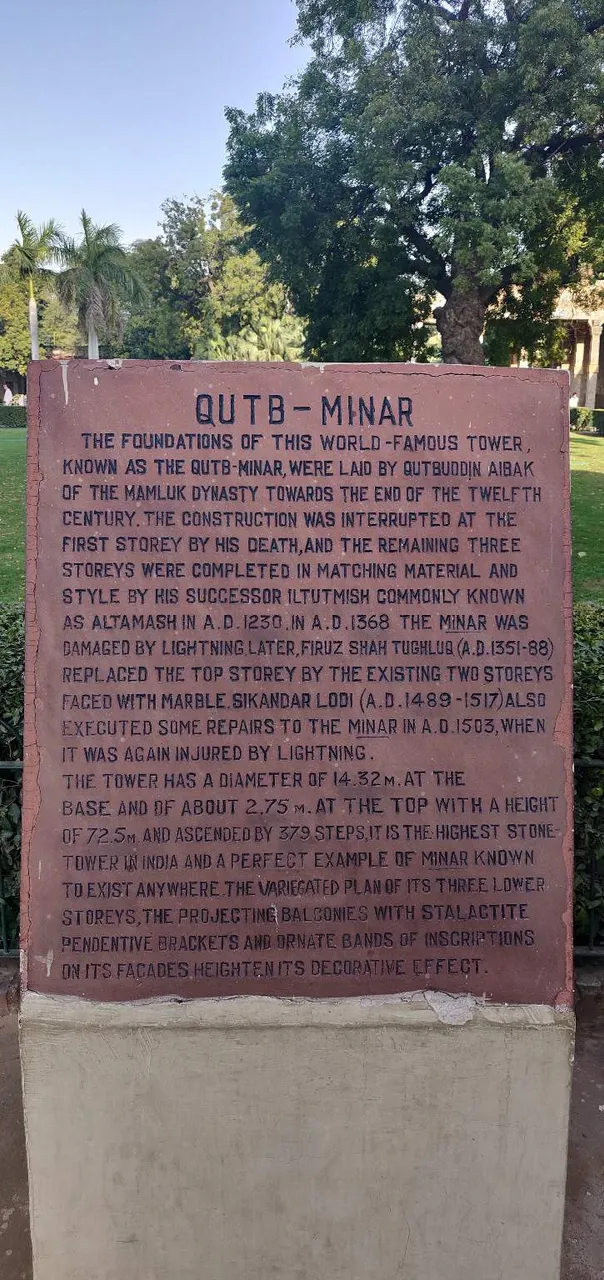 QUTB-MINAR
THE FOUNDATIONS OF THIS WORLD-FAMOUS TOWER,
KNOWN AS THE QUTB-MINAR, WERE LAID BY QUTBUDDIN AIBAK
OF THE MAMLUK DYNASTY TOWARDS THE END OF THE TWELFTH
CENTURY. THE CONSTRUCTION WAS INTERRUPTED AT THE
FIRST STOREY BY HIS DEATH, AND THE REMAINING THREE
STOREYS WERE COMPLETED IN MATCHING MATERIAL AND
STYLE BY HIS SUCCESSOR ILTUTMISH COMMONLY KNOWN
AS ALTAMASH IN A.D.1230. IN A.D.1368 THE MINAR WAS
DAMAGED BY LIGHTNING. LATER, FIRUZ SHAH TUGHLUQ (A.D.1351-88)
REPLACED THE TOP STOREY BY THE EXISTING TWO STOREYS
FACED WITH MARBLE. SIKANDAR LODI (A.D.1489-1517) ALSO
EXECUTED SOME REPAIRS TO THE MINAR IN A.D.1503, WHEN
IT WAS AGAIN INJURED BY LIGHTNING.
THE TOWER HAS A DIAMETER OF 14.32M. AT THE
BASE AND OF ABOUT 2.75 M. AT THE TOP WITH A HEIGHT
OF 72.5M. AND ASCENDED BY 379 STEPS, IT IS THE HIGHEST STONE-
TOWER IN INDIA AND A PERFECT EXAMPLE OF MINAR KNOWN
TO EXIST ANYWHERE. THE VARIEGATED PLAN OF ITS THREE LOWER
STOREYS, THE PROJECTING BALCONIES WITH STALACTITE
PENDENTIVE BRACKETS AND ORNATE BANDS OF INSCRIPTIONS
ON ITS FACADES HEIGHTEN ITS DECORATIVE EFFECT.